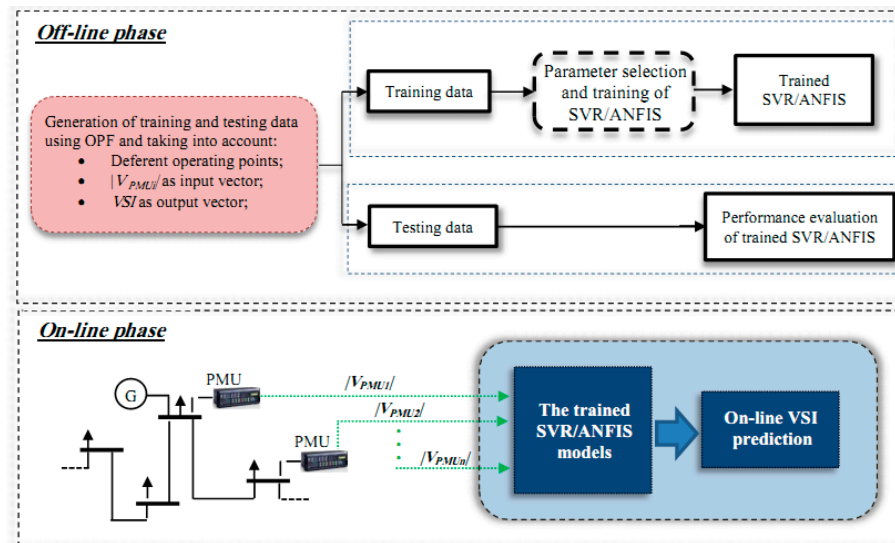 Off-line phase
Generation of training and testing data
using OPF and taking into account:
• Deferent operating points;
• |V PMUi| as input vector;
• VSI as output vector;
Training data
Parameter selection
and training of
SVR/ANFIS
Trained
SVR/ANFIS
Testing data
Performance evaluation
of trained SVR/ANFIS
On-line phase
PMU
G
|VPMU1|
|VPMU2|
PMU
|VPMUn|
The trained
SVR/ANFIS
models
On-line VSI
prediction